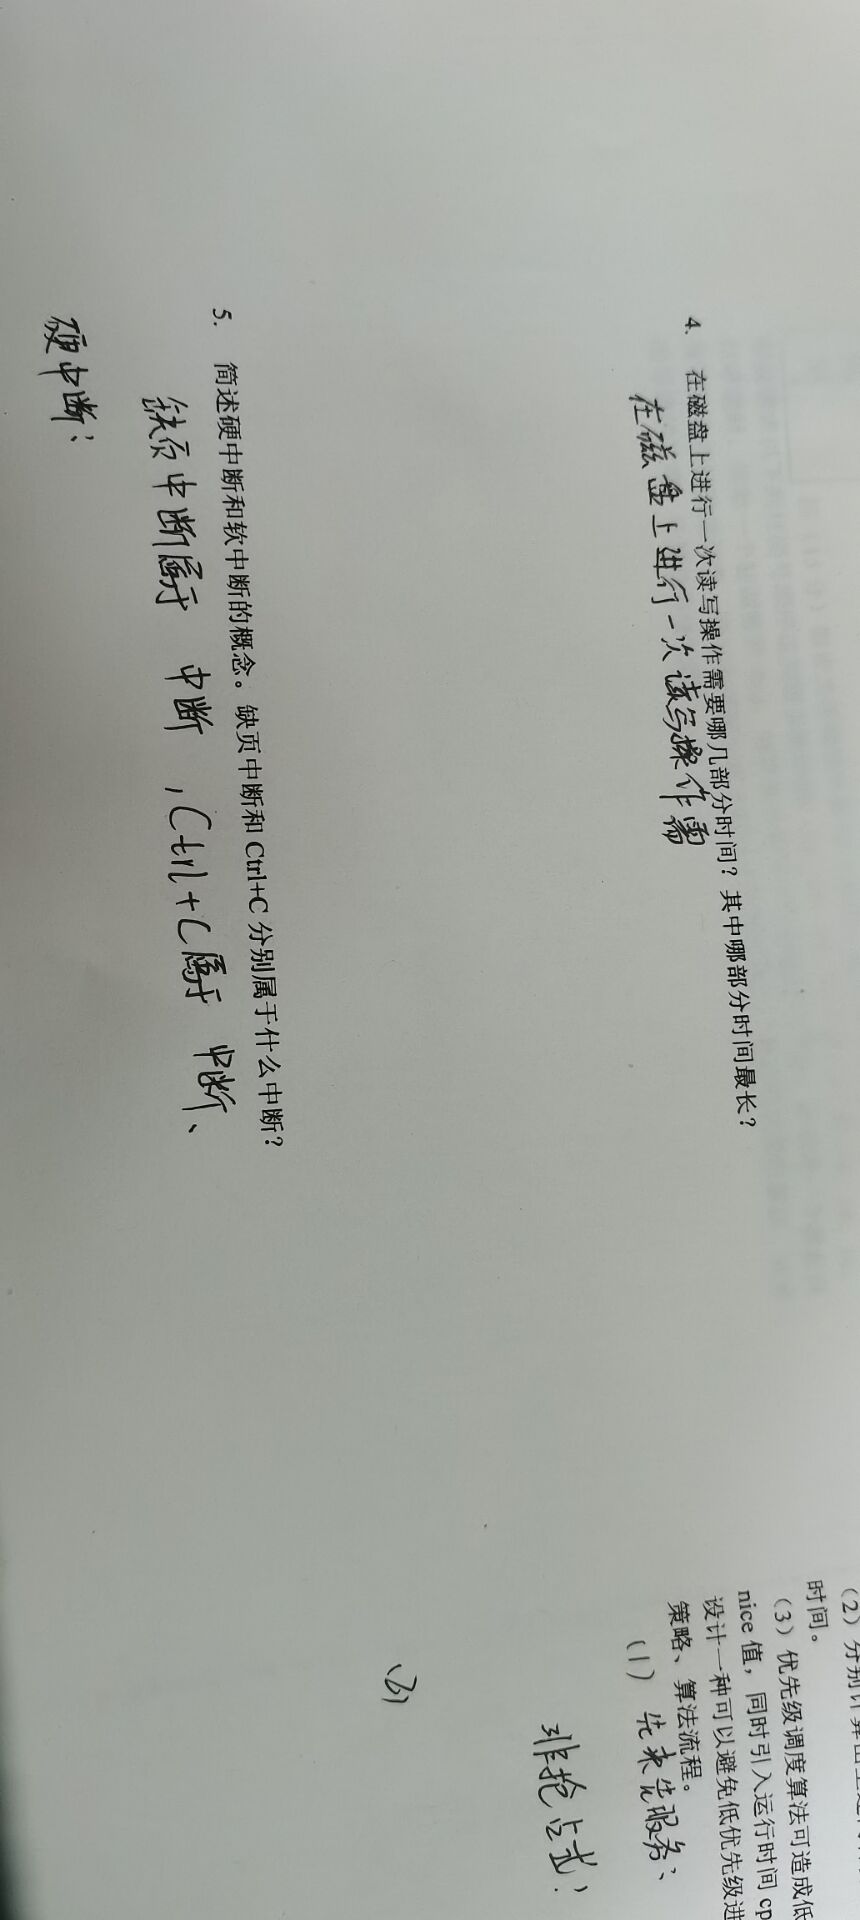 4. 在磁盘上进行一次读写操作需要哪几部分时间？其中哪部分时间最长？
在磁盘上进行一次读写操作需
5. 简述硬中断和软中断的概念。缺页中断和 Ctrl+C 分别属于什么中断？
缺页中断属于 中断 ，Ctrl+C属于 中断、
硬中断：
（2）分别计算出上述
时间。
（3）优先级调度算法可造成低
nice 值，同时引入运行时间 cp
设计一种可以避免低优先级进
策略、算法流程。
（1）先来先服务：
非抢占式：
(3)